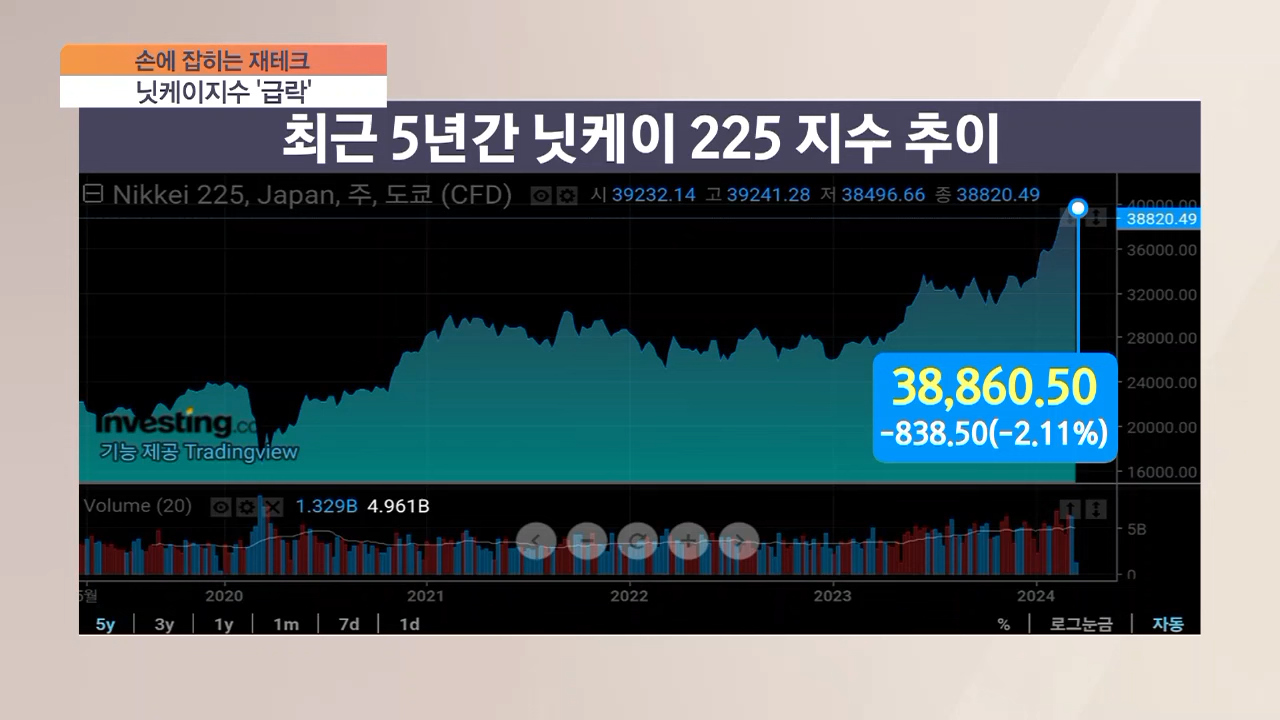 손에 잡히는 재테크
닛케이지수 '급락'
최근 5년간 닛케이 225 지수 추이
Nikkei 225, Japan, 주, 도쿄 (CFD) 시 39232.14 고 39241.28 저 38496.66 종 38820.49
40000.00
38820.49
36000.00
32000.00
28000.00
24000.00
20000.00
16000.00
38,860.50
-838.50(-2.11%)
Investing.co
기능 제공 Tradingview
Volume (20) 1.329B 4.961B
5B
0
5월 2020 2021 2022 2023 2024
5y 3y 1y 1m 7d 1d % 로그눈금 자동